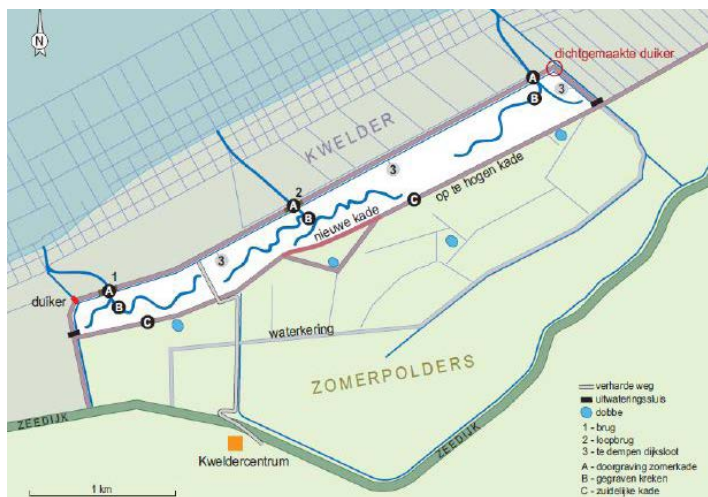 N
dichtgemaakte duiker
A
3
B
KWELDER
3
2
A
B
op te hogen kade
C
nieuwe kade
3
1
A
duiker
B
C
waterkering
ZOMERPOLDERS
ZEEDIJK
ZEEDIJK
Kweldercentrum
1 km
verharde weg
uitwateringssluis
dobbe
1 - brug
2 - loopbrug
3 - te dempen dijksloot
A - doorgraving zomerkade
B - gegraven kreken
C - zuidelijke kade